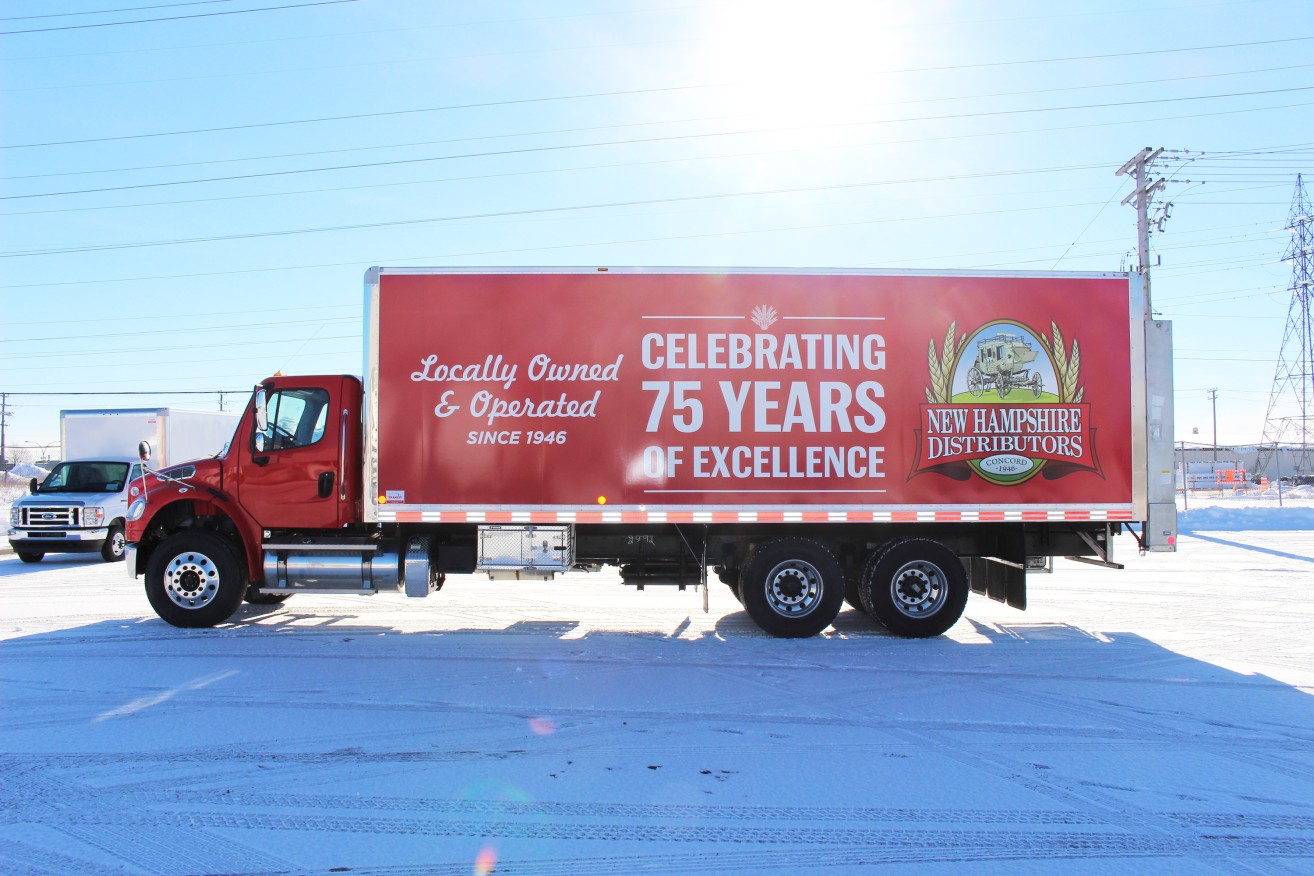 Locally Owned
& Operated
SINCE 1946
CELEBRATING
75 YEARS
OF EXCELLENCE
NEW HAMPSHIRE
DISTRIBUTORS
CONCORD
·1946·